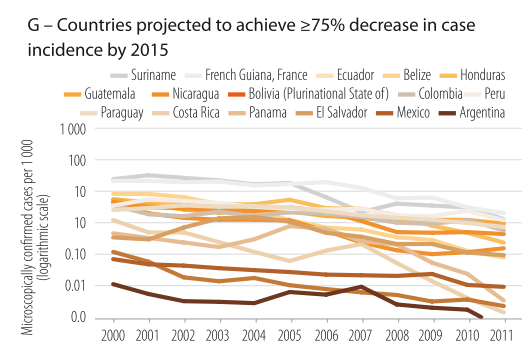 G – Countries projected to achieve ≥75% decrease in case
incidence by 2015
Suriname French Guiana, France Ecuador Belize Honduras
Guatemala Nicaragua Bolivia (Plurinational State of) Colombia Peru
Paraguay Costa Rica Panama El Salvador Mexico Argentina
Microscopically confirmed cases per 1 000
(logarithmic scale)
1 000
100
10
1
0.10
0.01
0.0
2000 2001 2002 2003 2004 2005 2006 2007 2008 2009 2010 2011